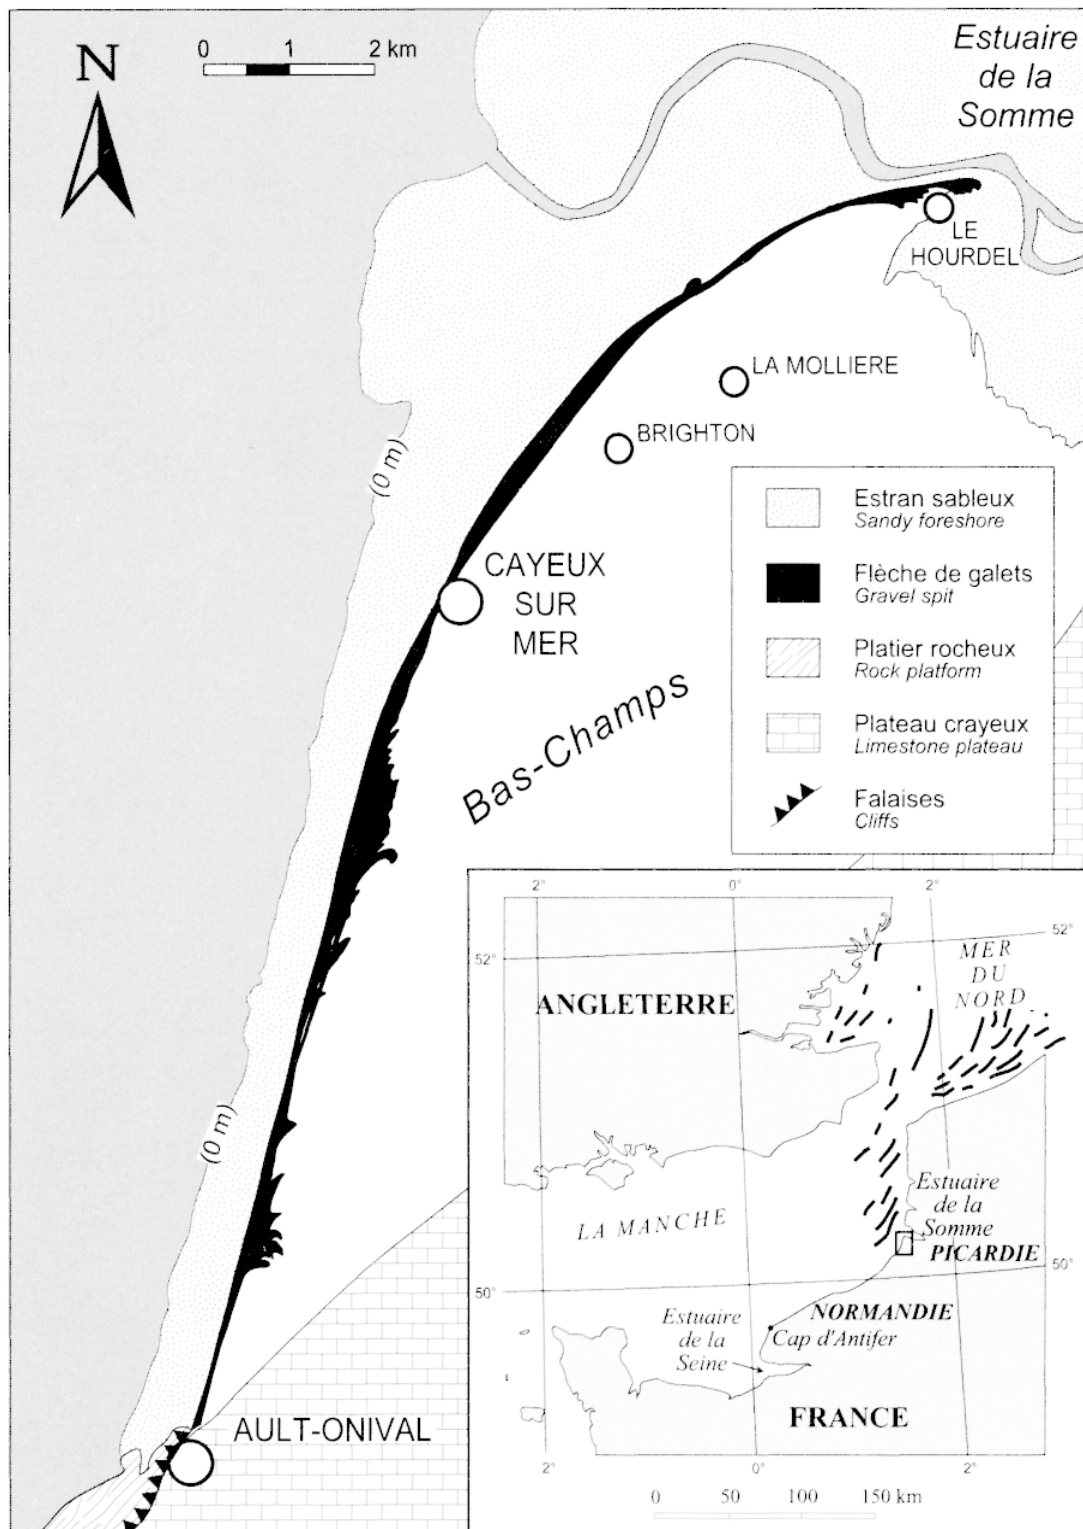 N
0 1 2 km
Estuaire
de la
Somme
LE
HOURDEL
LA MOLLIERE
BRIGHTON
(0 m)
CAYEUX
SUR
MER
Bas-Champs
Estran sableux
Sandy foreshore
Flèche de galets
Gravel spit
Platier rocheux
Rock platform
Plateau crayeux
Limestone plateau
Falaises
Cliffs
(0 m)
AULT-ONIVAL
2° 0° 2°
52° 52°
MER
DU
NORD
ANGLETERRE
LA MANCHE
Estuaire
de la
Somme
PICARDIE
50° 50°
NORMANDIE
Cap d'Antifer
Estuaire
de la
Seine
FRANCE
2° 0° 2°
0 50 100 150 km